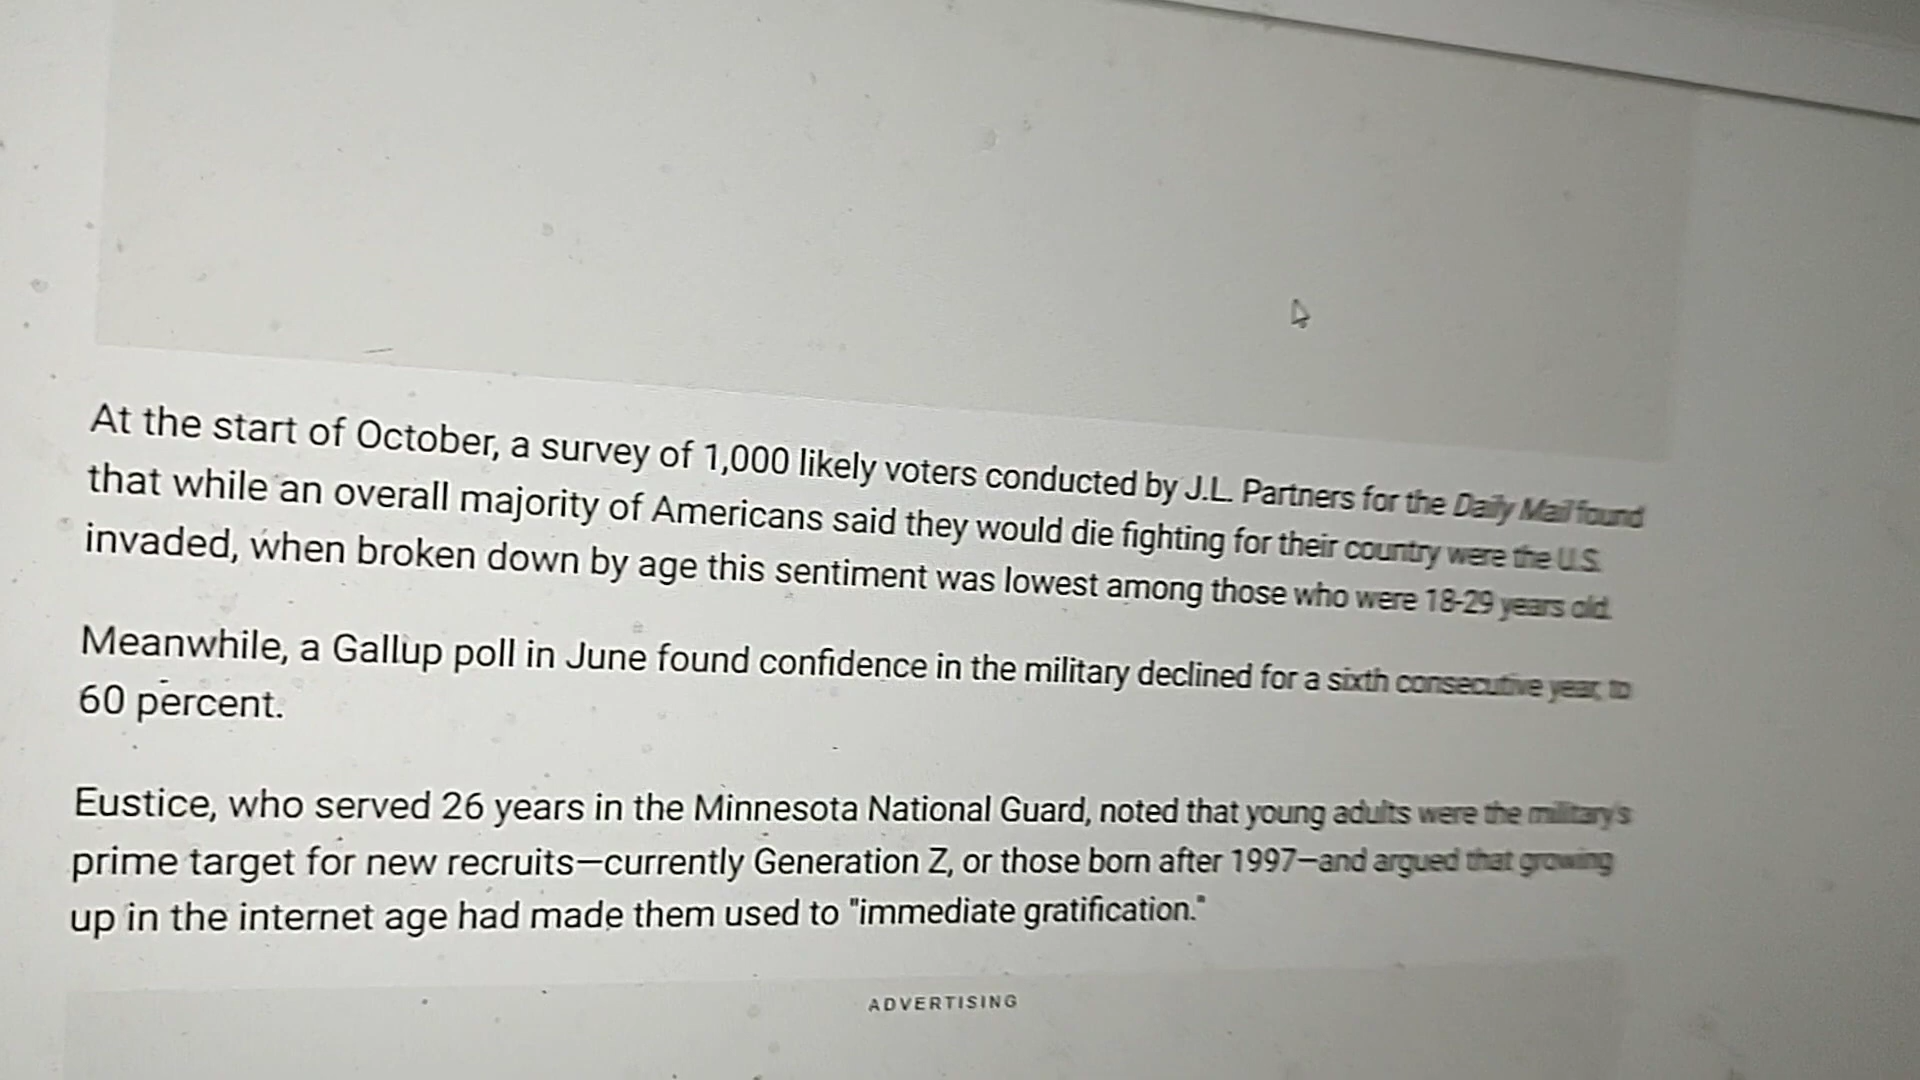 At the start of October, a survey of 1,000 likely voters conducted by J.L. Partners for the Daily Mail found
that while an overall majority of Americans said they would die fighting for their country were the U.S.
invaded, when broken down by age this sentiment was lowest among those who were 18-29 years old.
Meanwhile, a Gallup poll in June found confidence in the military declined for a sixth consecutive year, to
60 percent.
Eustice, who served 26 years in the Minnesota National Guard, noted that young adults were the military's
prime target for new recruits—currently Generation Z, or those born after 1997—and argued that growing
up in the internet age had made them used to "immediate gratification."
ADVERTISING